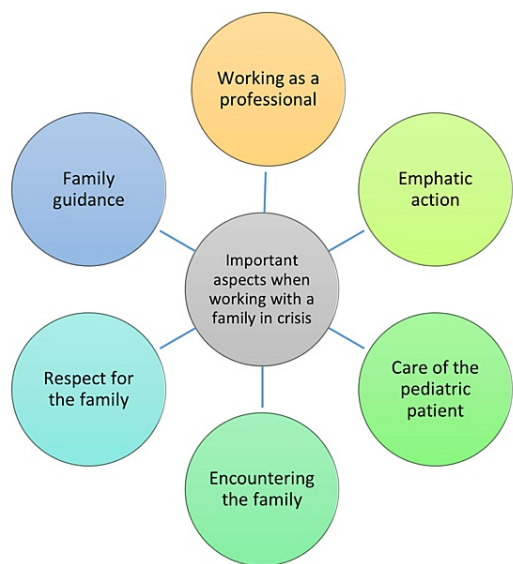 Working as a
professional
Emphatic
action
Care of the
pediatric
patient
Encountering
the family
Respect for
the family
Family
guidance
Important
aspects when
working with a
family in crisis